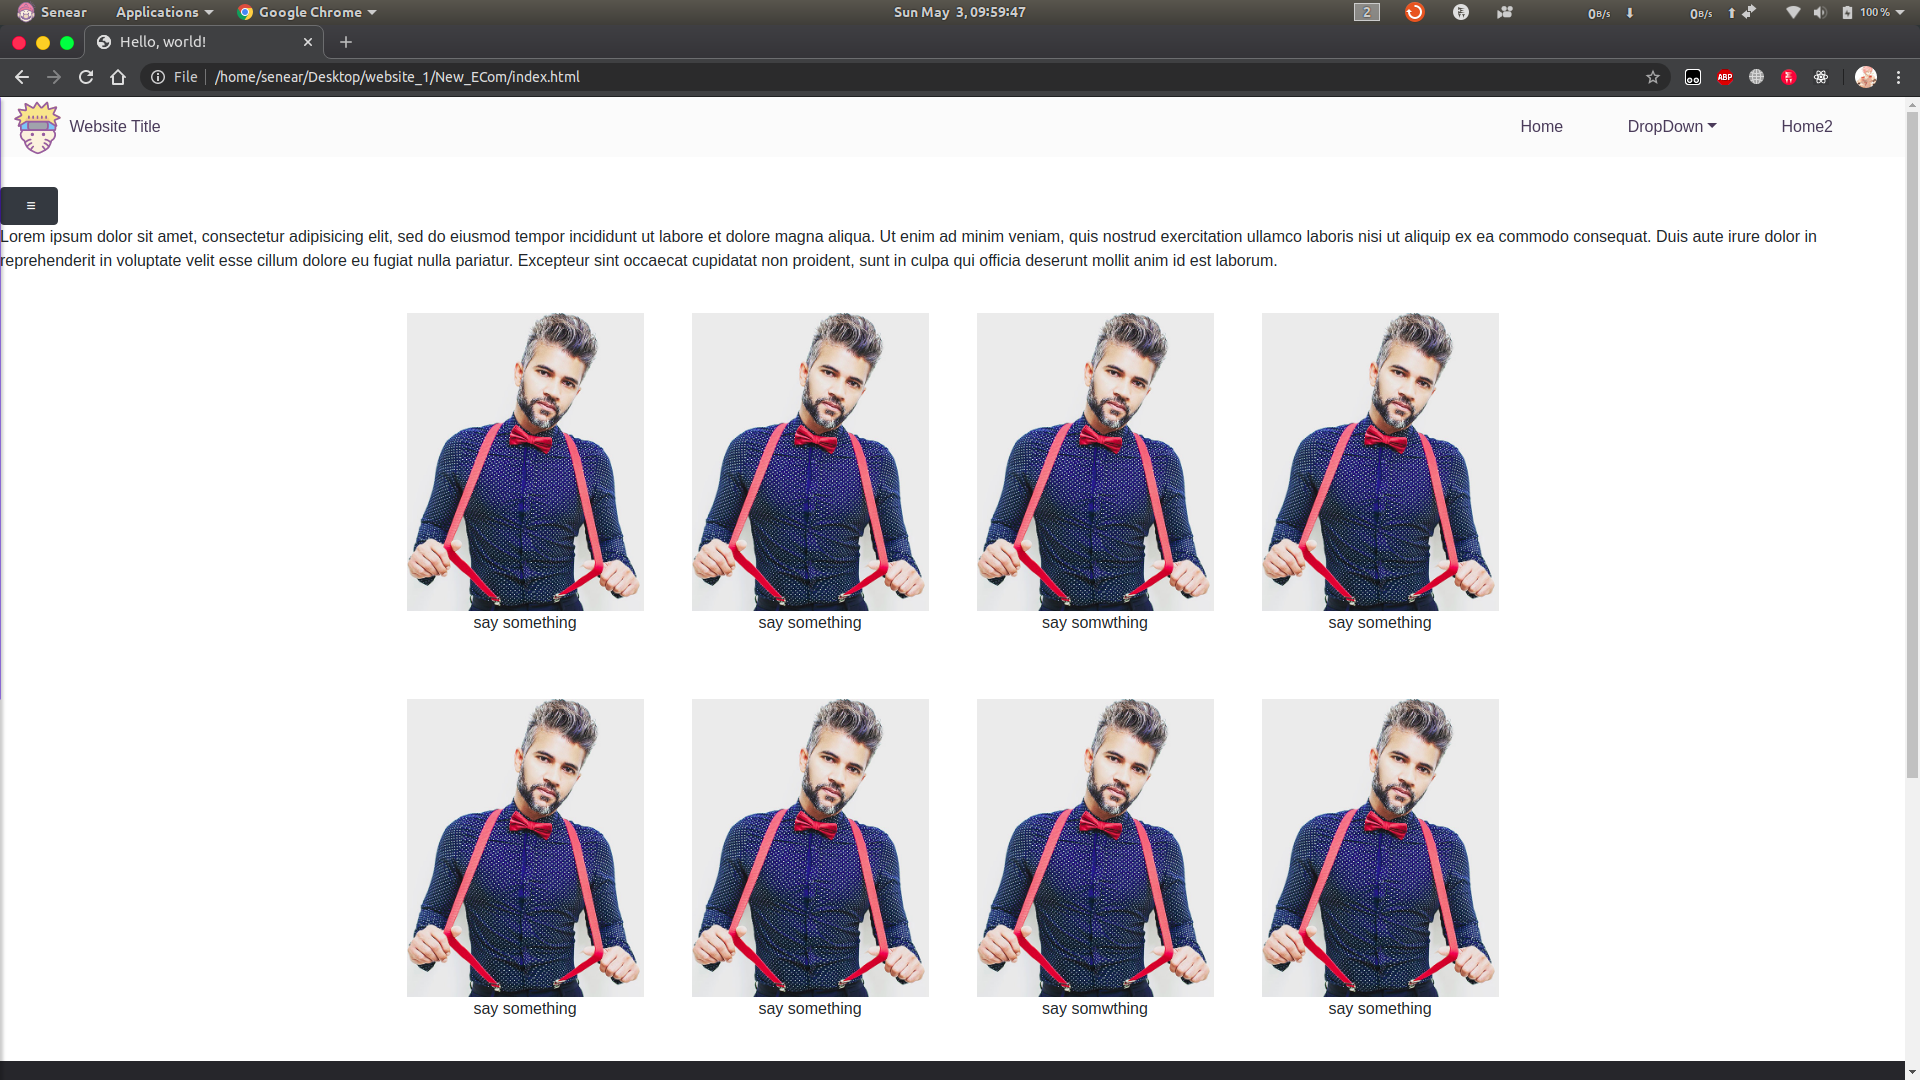 Senear Applications Google Chrome Sun May 3, 09:59:47 2 0B/s 0B/s 100 %
Hello, world!
File /home/senear/Desktop/website_1/New_ECom/index.html ABP
Website Title Home DropDown Home2
Lorem ipsum dolor sit amet, consectetur adipisicing elit, sed do eiusmod tempor incididunt ut labore et dolore magna aliqua. Ut enim ad minim veniam, quis nostrud exercitation ullamco laboris nisi ut aliquip ex ea commodo consequat. Duis aute irure dolor in
reprehenderit in voluptate velit esse cillum dolore eu fugiat nulla pariatur. Excepteur sint occaecat cupidatat non proident, sunt in culpa qui officia deserunt mollit anim id est laborum.
say something say something say somwthing say something
say something say something say somwthing say something